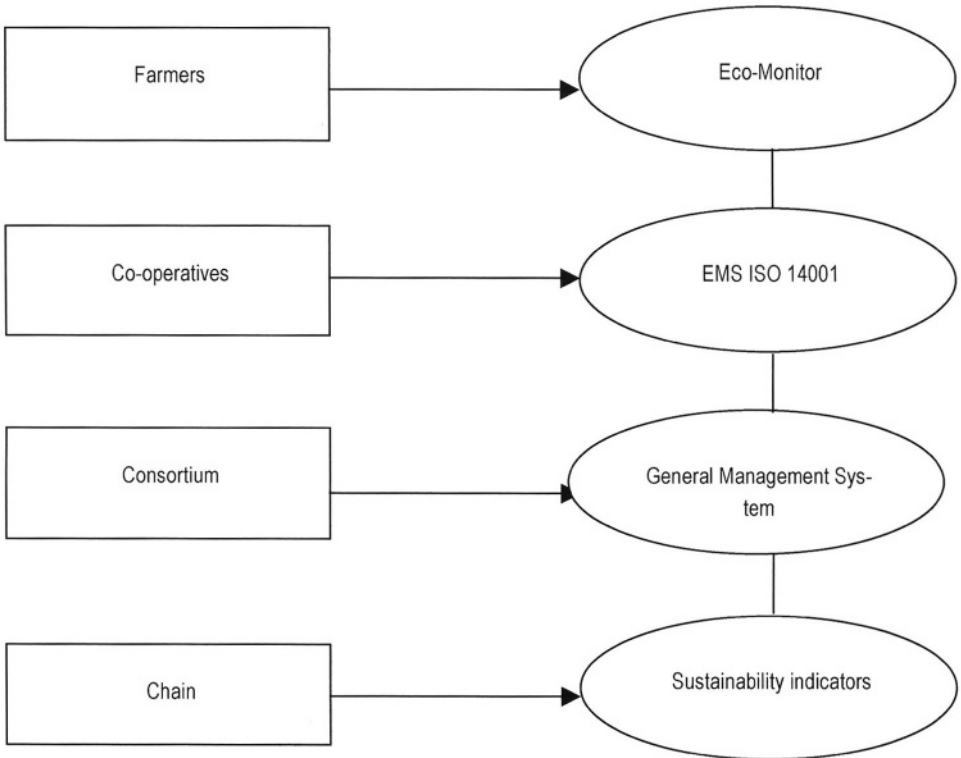 Farmers
Eco-Monitor
Co-operatives
EMS ISO 14001
Consortium
General Management Sys-
tem
Chain
Sustainability indicators